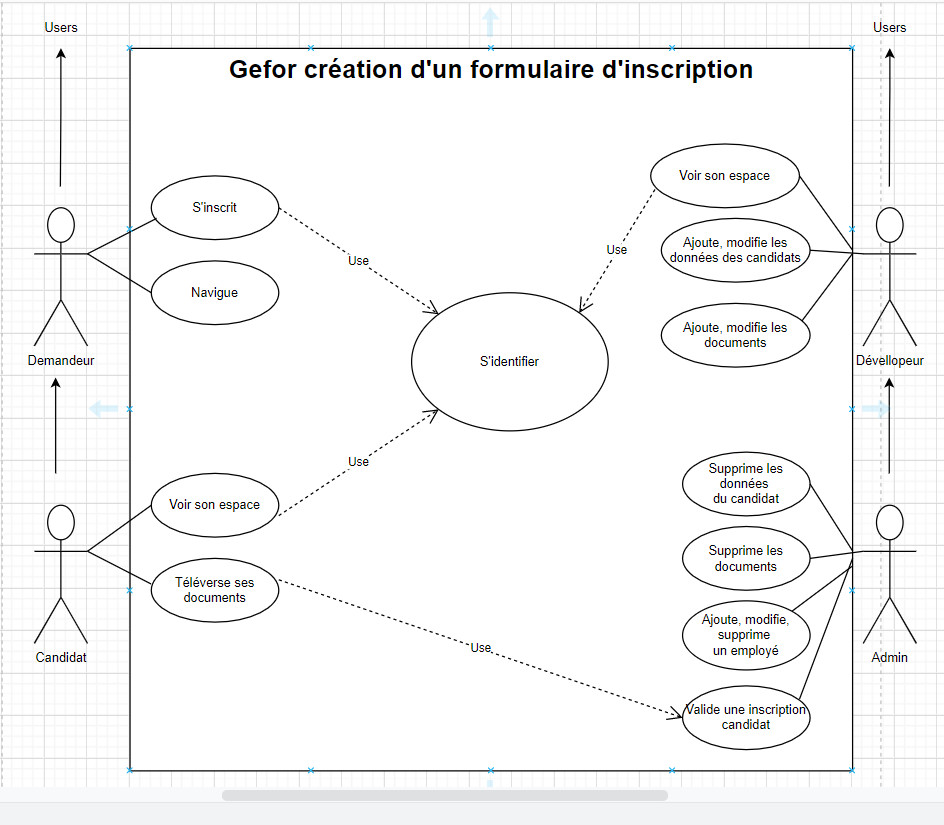 Users
Users
Gefor création d'un formulaire d'inscription
S'inscrit
Navigue
Use
Use
Voir son espace
Ajoute, modifie les
données des candidats
Ajoute, modifie les
documents
S'identifier
Demandeur
Dévellopeur
Use
Voir son espace
Téléverse ses
documents
Use
Supprime les
données
du candidat
Supprime les
documents
Ajoute, modifie,
supprime
un employé
Valide une inscription
candidat
Candidat
Admin